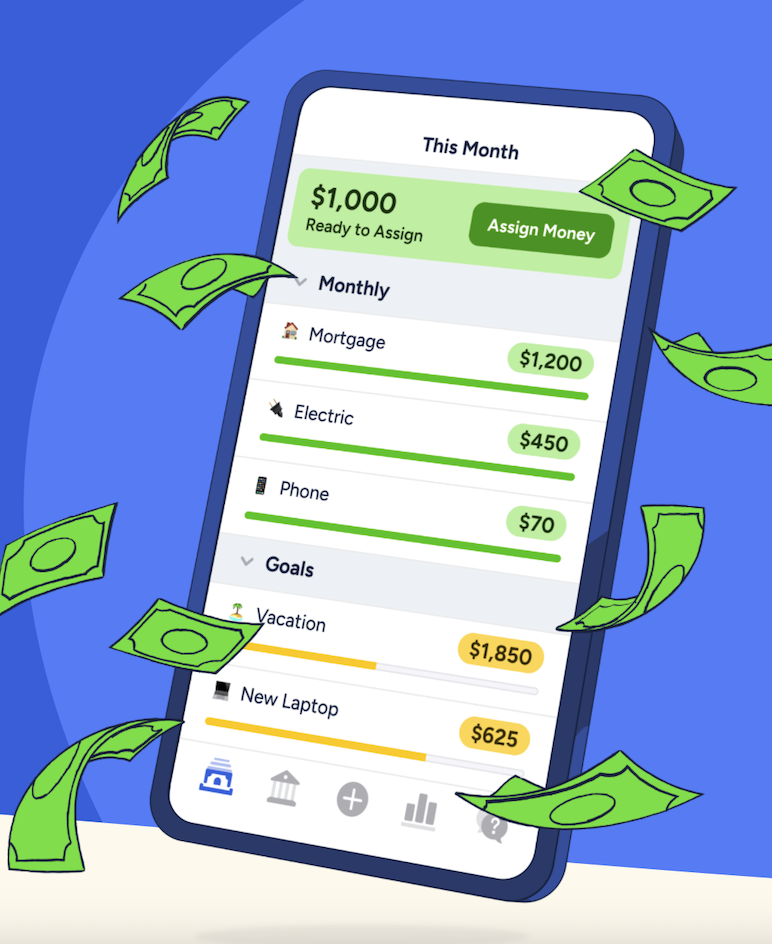 This Month
$1,000
Ready to Assign
Assign Money
Monthly
Mortgage
$1,200
Electric
$450
Phone
$70
Goals
Vacation
$1,850
New Laptop
$625
?